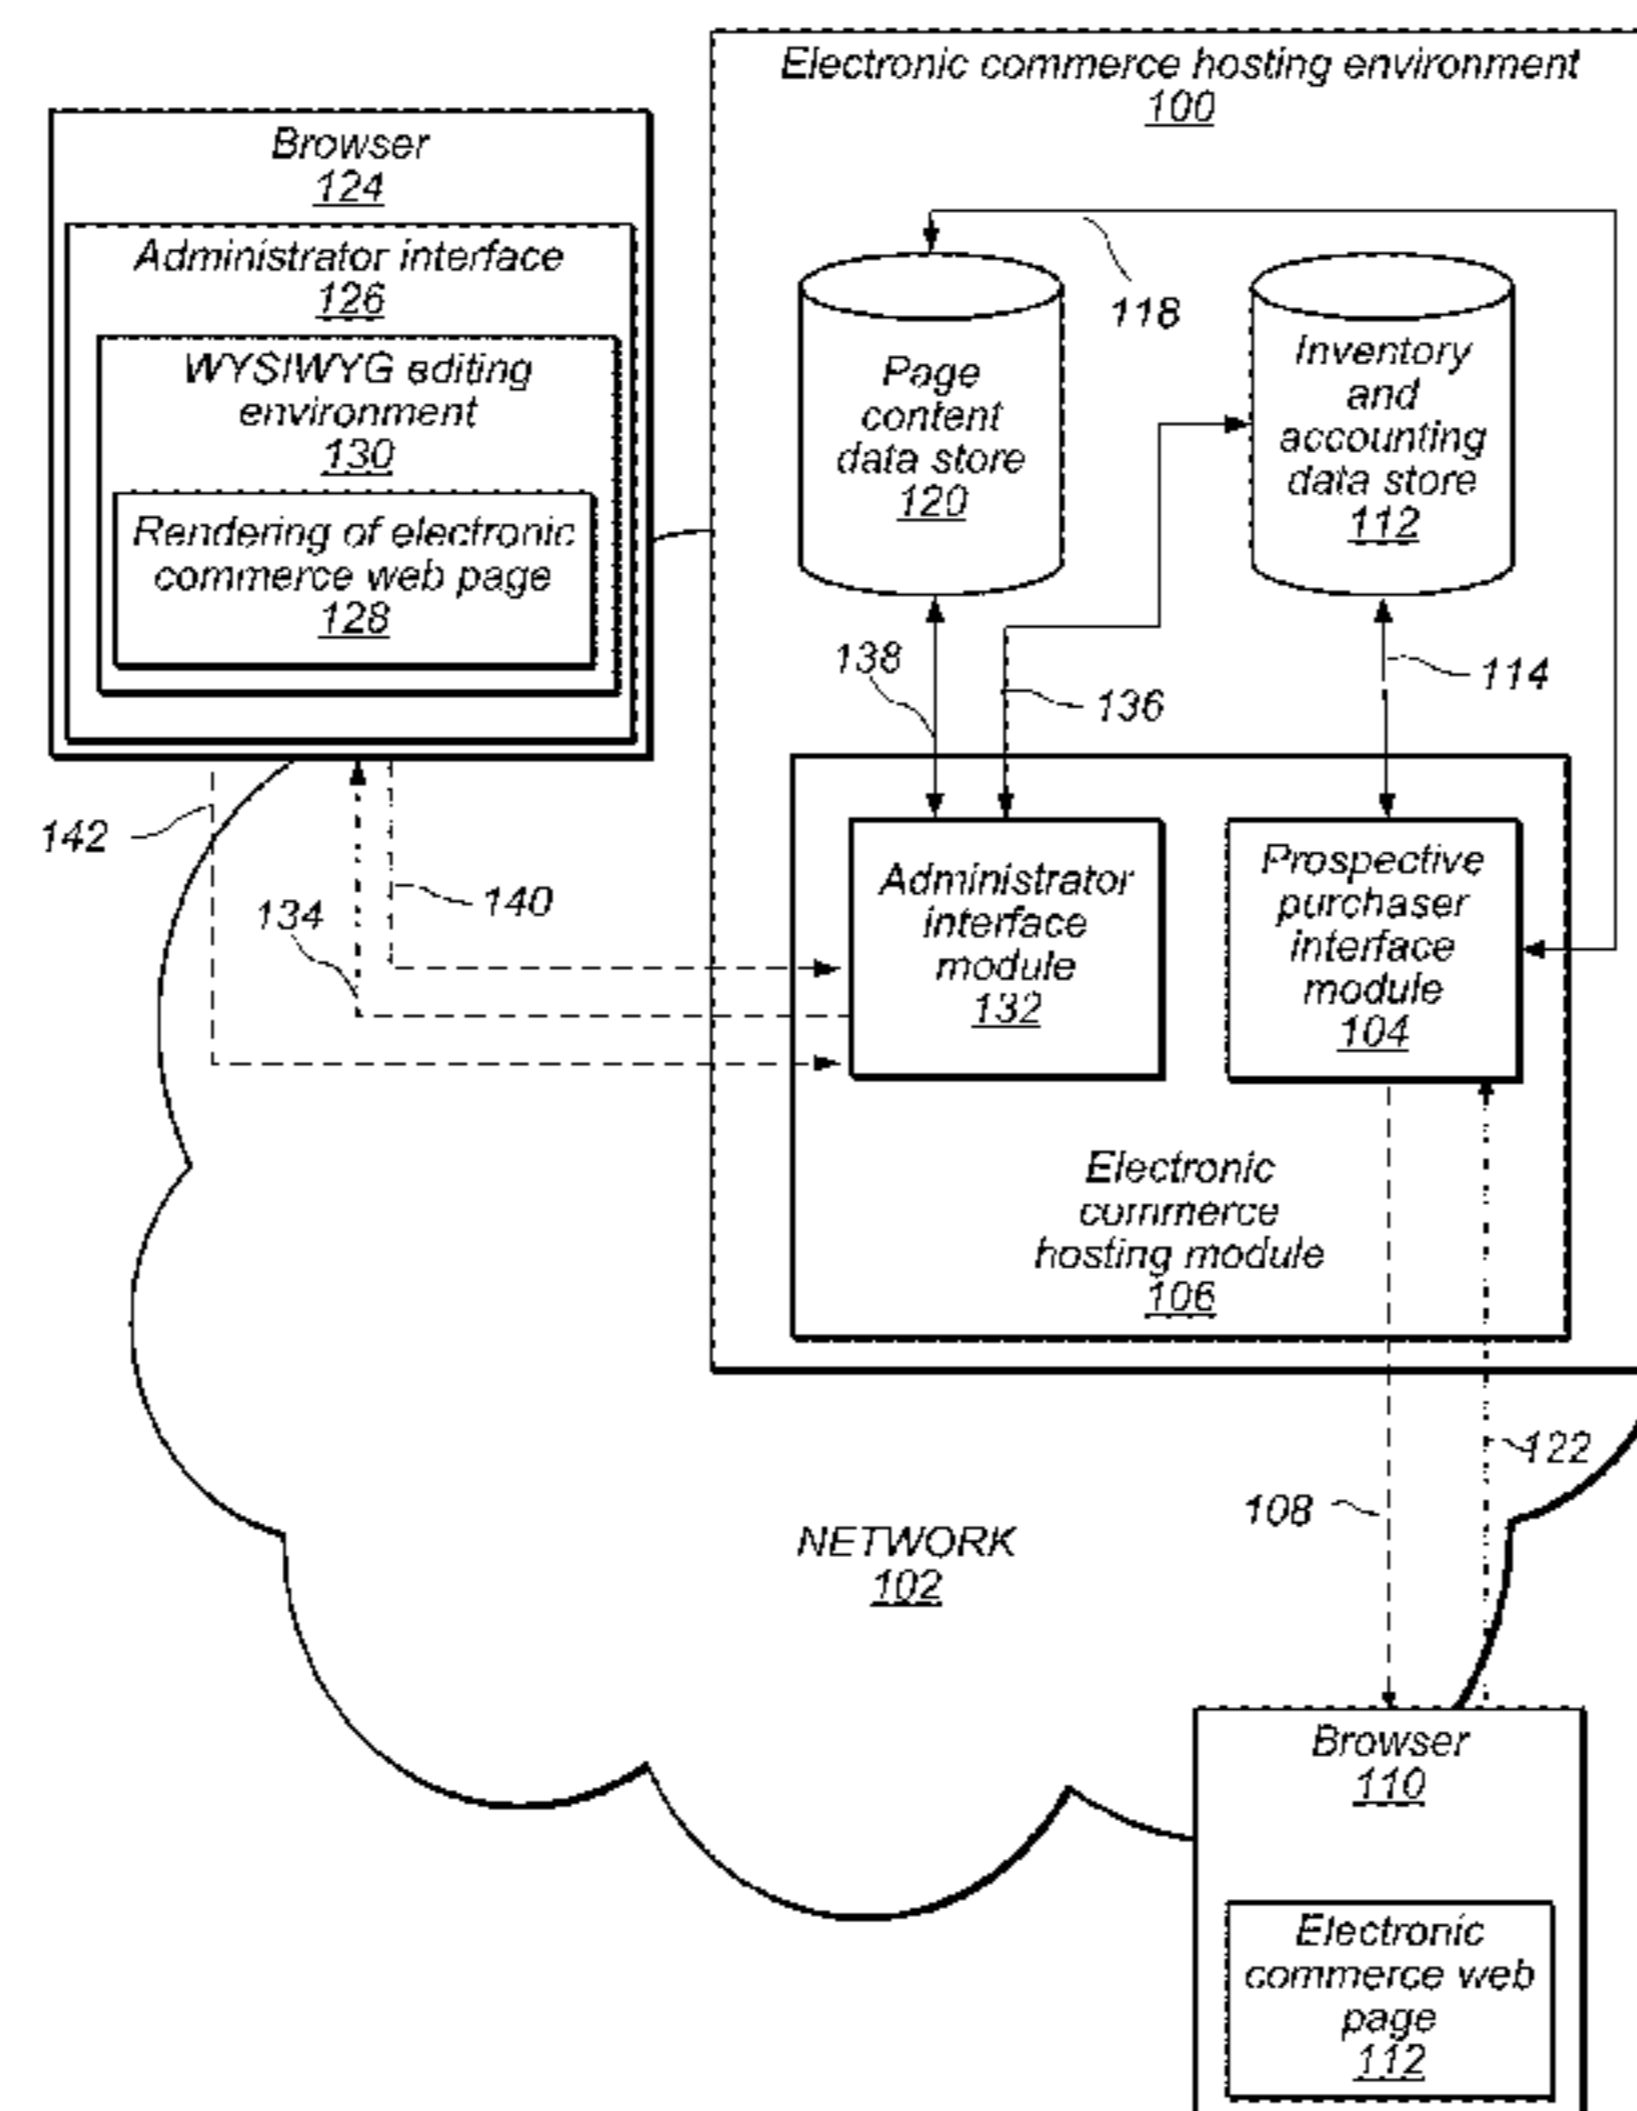 Electronic commerce hosting environment
100
Browser
124
Administrator interface
126
WYSIWYG editing
environment
130
Rendering of electronic
commerce web page
128
118
Page
content
data store
120
Inventory
and
accounting
data store
112
138
136
114
142
134
140
Administrator
interface
module
132
Prospective
purchaser
interface
module
104
Electronic
commerce
hosting module
106
122
108
NETWORK
102
Browser
110
Electronic
commerce web
page
112